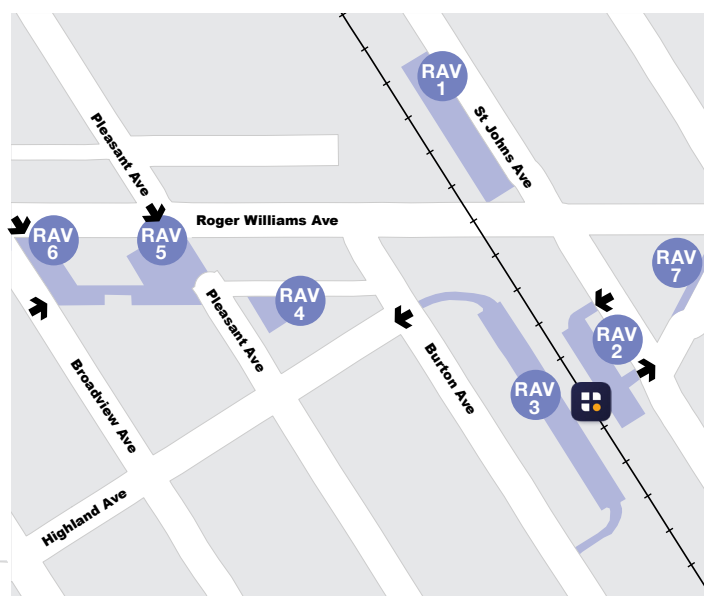 RAV
1
St Johns Ave
Pleasant Ave
Roger Williams Ave
RAV
6
RAV
5
RAV
7
RAV
4
Pleasant Ave
RAV
2
Burton Ave
RAV
3
Broadview Ave
Highland Ave